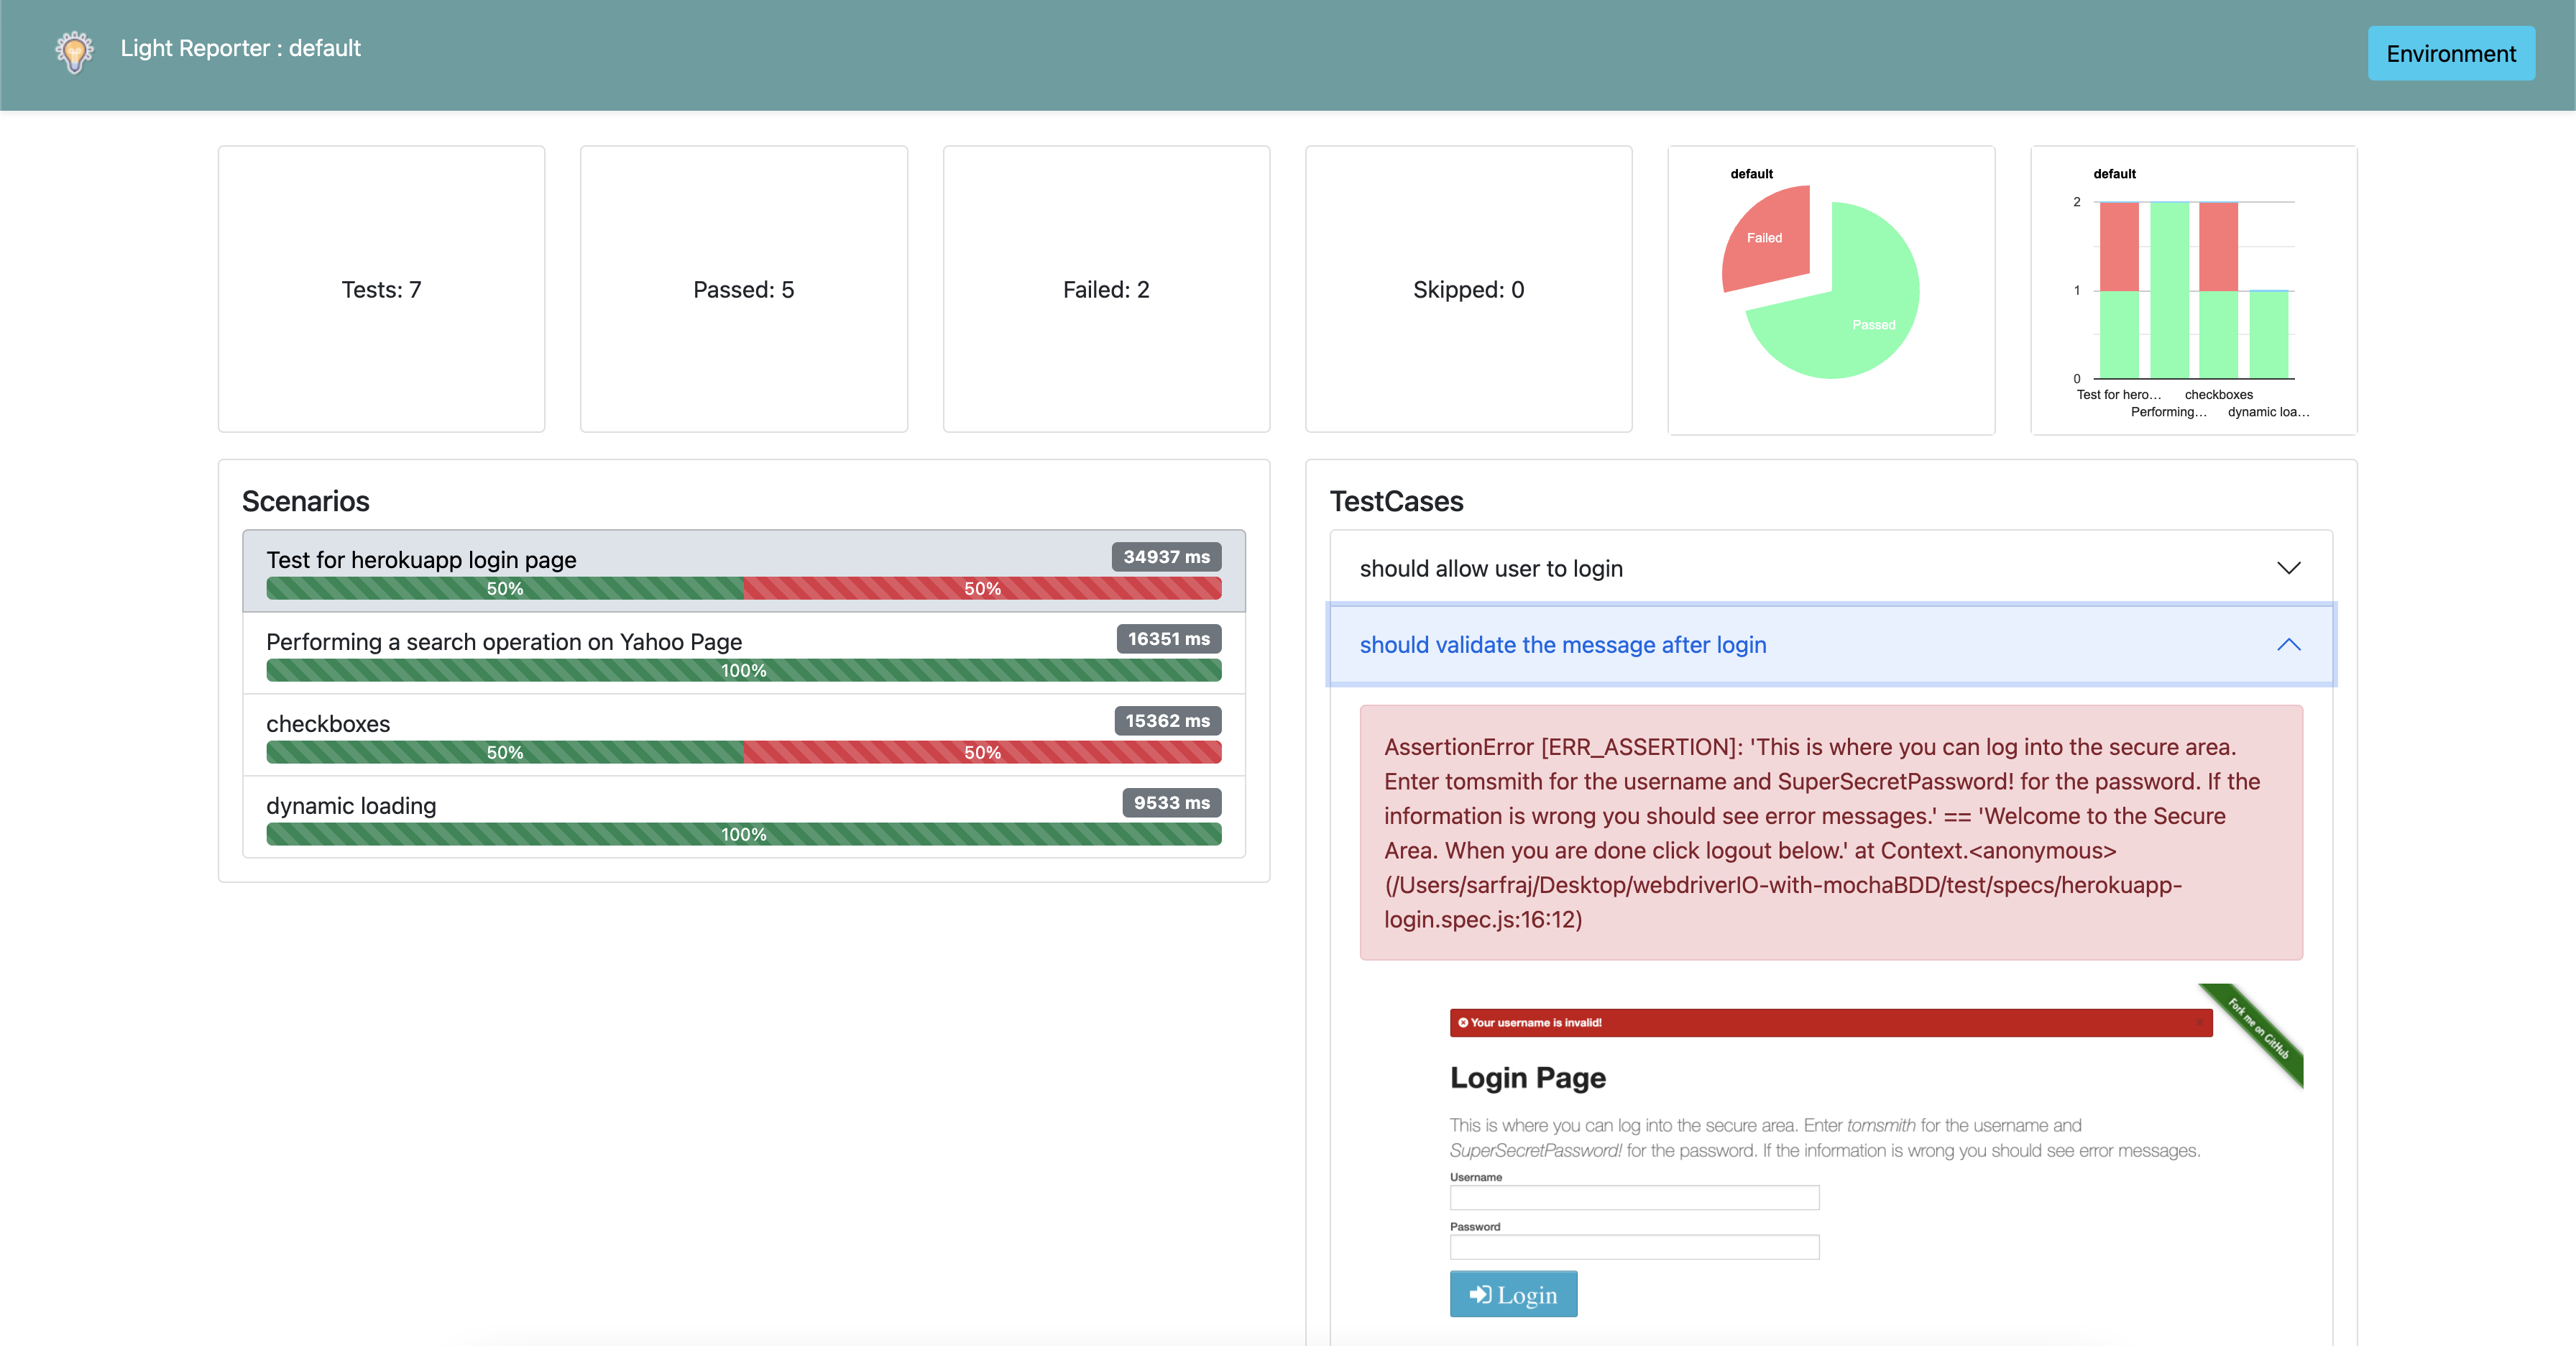 Light Reporter : default
Environment
Tests: 7
Passed: 5
Failed: 2
Skipped: 0
default
Failed
Passed
default
2
1
0
Test for hero...
checkboxes
Performing...
dynamic loa...
Scenarios
Test for herokuapp login page
34937 ms
50%
50%
Performing a search operation on Yahoo Page
16351 ms
100%
checkboxes
15362 ms
50%
50%
dynamic loading
9533 ms
100%
TestCases
should allow user to login
should validate the message after login
AssertionError [ERR_ASSERTION]: 'This is where you can log into the secure area.
Enter tomsmith for the username and SuperSecretPassword! for the password. If the
information is wrong you should see error messages.' == 'Welcome to the Secure
Area. When you are done click logout below.' at Context.<anonymous>
(/Users/sarfraj/Desktop/webdriverIO-with-mochaBDD/test/specs/herokuapp-
login.spec.js:16:12)
Your username is invalid!
Fork me on GitHub
Login Page
This is where you can log into the secure area. Enter tomsmith for the username and
SuperSecretPassword! for the password. If the information is wrong you should see error messages.
Username
Password
Login